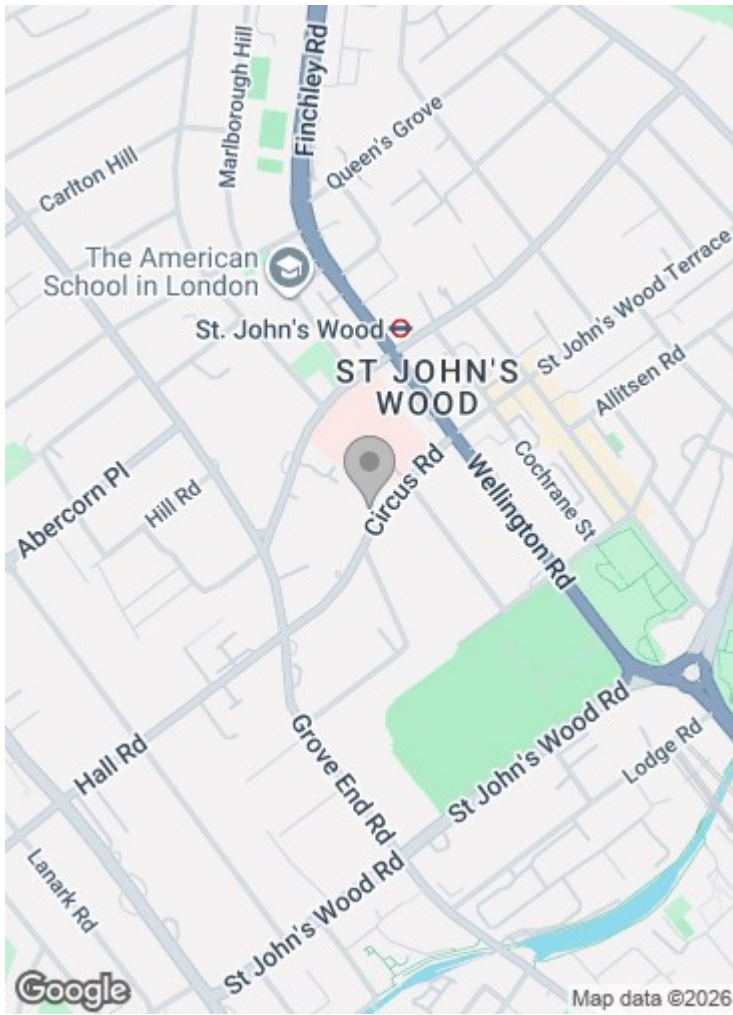 Marlborough Hill
Finchley Rd
Queen's Grove
Carlton Hill
The American
School in London
St. John's Wood
St John's Wood Terrace
ST JOHN'S
WOOD
Allitsen Rd
Circus Rd
Cochrane St
Wellington Rd
Abercorn Pl
Hill Rd
Hall Rd
Grove End Rd
St John's Wood Rd
Lodge Rd
Lanark Rd
St John's Wood Rd
Google
Map data ©2026